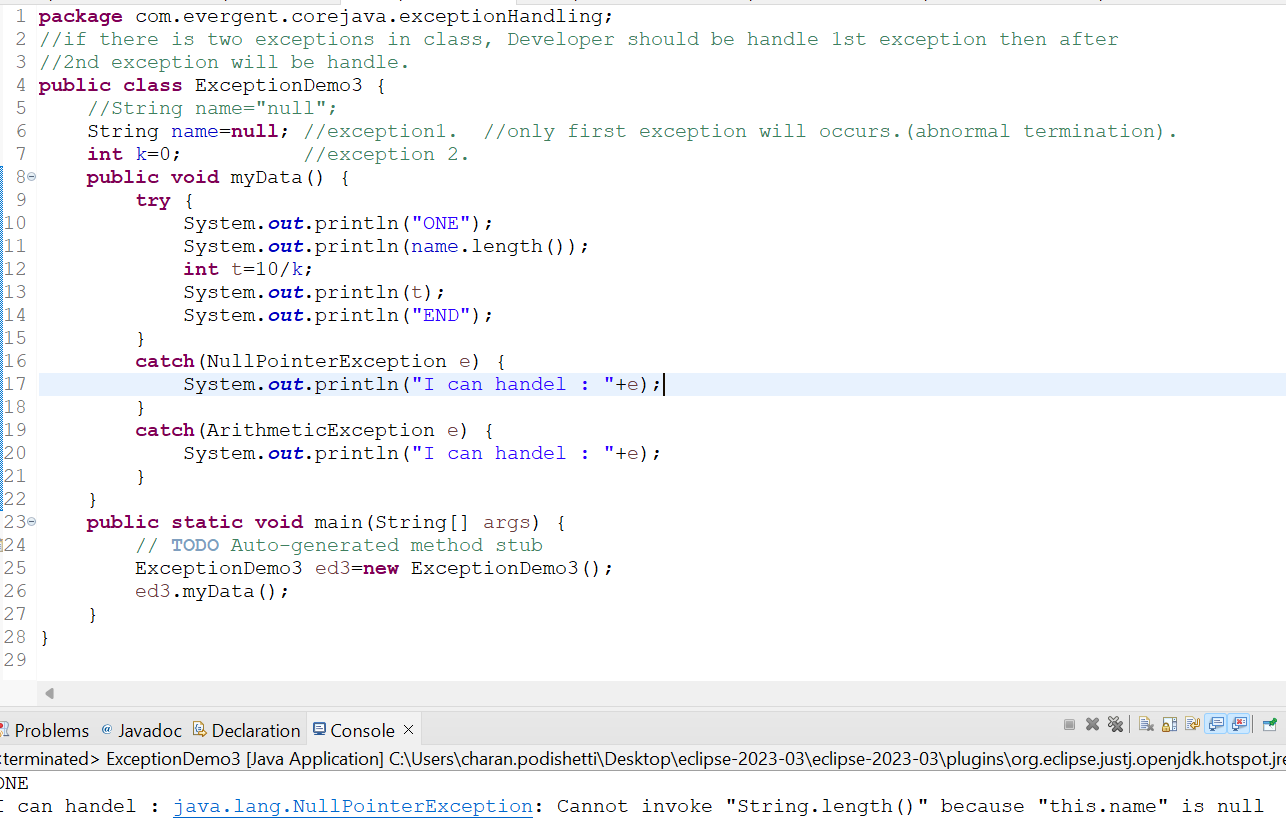 1 package com.evergent.corejava.exceptionHandling;
2 //if there is two exceptions in class, Developer should be handle 1st exception then after
3 //2nd exception will be handle.
4 public class ExceptionDemo3 {
5 //String name="null";
6 String name=null; //exception1. //only first exception will occurs.(abnormal termination).
7 int k=0; //exception 2.
8 public void myData() {
9 try {
10 System.out.println("ONE");
11 System.out.println(name.length());
12 int t=10/k;
13 System.out.println(t);
14 System.out.println("END");
15 }
16 catch(NullPointerException e) {
17 System.out.println("I can handel : "+e);
18 }
19 catch(ArithmeticException e) {
20 System.out.println("I can handel : "+e);
21 }
22 }
23 public static void main(String[] args) {
24 // TODO Auto-generated method stub
25 ExceptionDemo3 ed3=new ExceptionDemo3();
26 ed3.myData();
27 }
28 }
29
Problems @ Javadoc Declaration Console
<terminated> ExceptionDemo3 [Java Application] C:\Users\charan.podishetti\Desktop\eclipse-2023-03\eclipse-2023-03\plugins\org.eclipse.justj.openjdk.hotspot.jre
ONE
I can handel : java.lang.NullPointerException: Cannot invoke "String.length()" because "this.name" is null